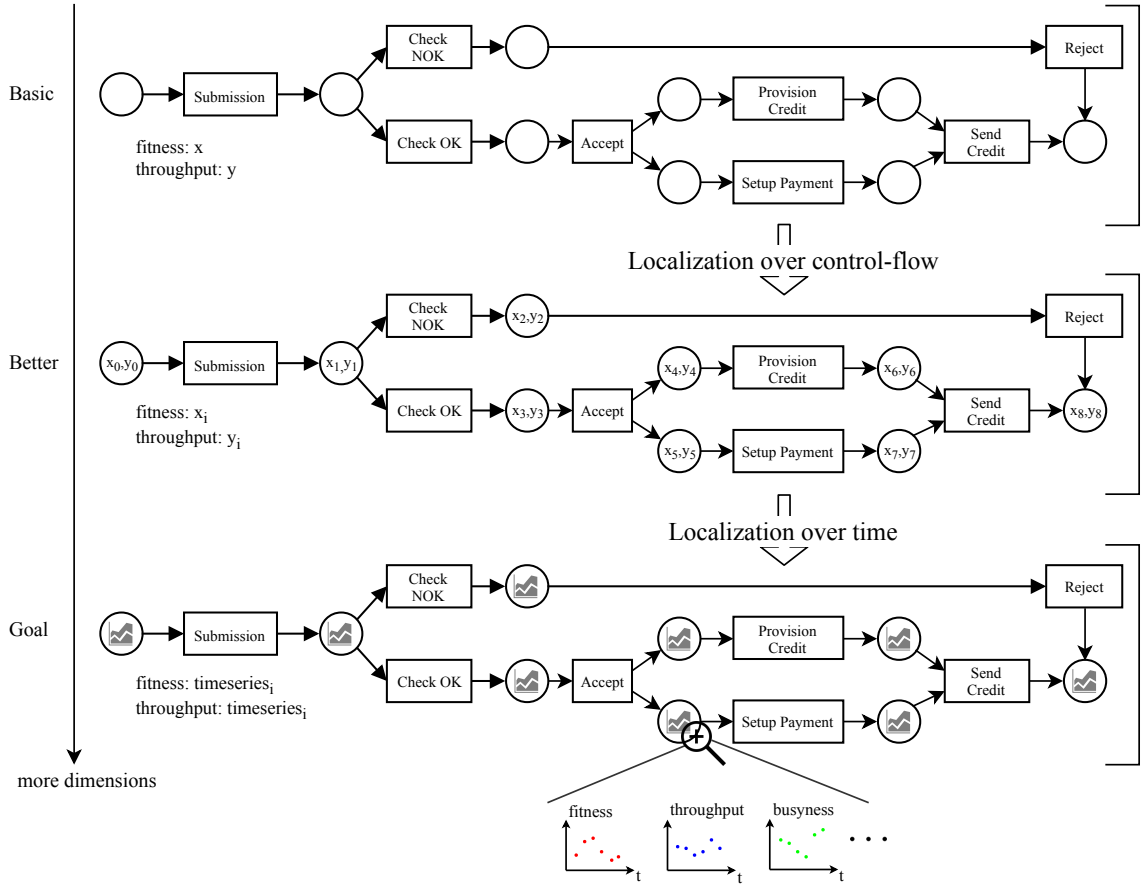 Check
NOK
Reject
Basic
Submission
Provision
Credit
Check OK
Accept
Send
Credit
Setup Payment
fitness: x
throughput: y
Localization over control-flow
Check
NOK
x2,y2
Reject
Better
x0,y0
Submission
x1,y1
x4,y4
Provision
Credit
x6,y6
Check OK
x3,y3
Accept
Send
Credit
x8,y8
x5,y5
Setup Payment
x7,y7
fitness: xi
throughput: yi
Localization over time
Check
NOK
Reject
Goal
Submission
Provision
Credit
Check OK
Accept
Send
Credit
Setup Payment
fitness: timeseriesi
throughput: timeseriesi
more dimensions
fitness
throughput
busyness
t
t
t